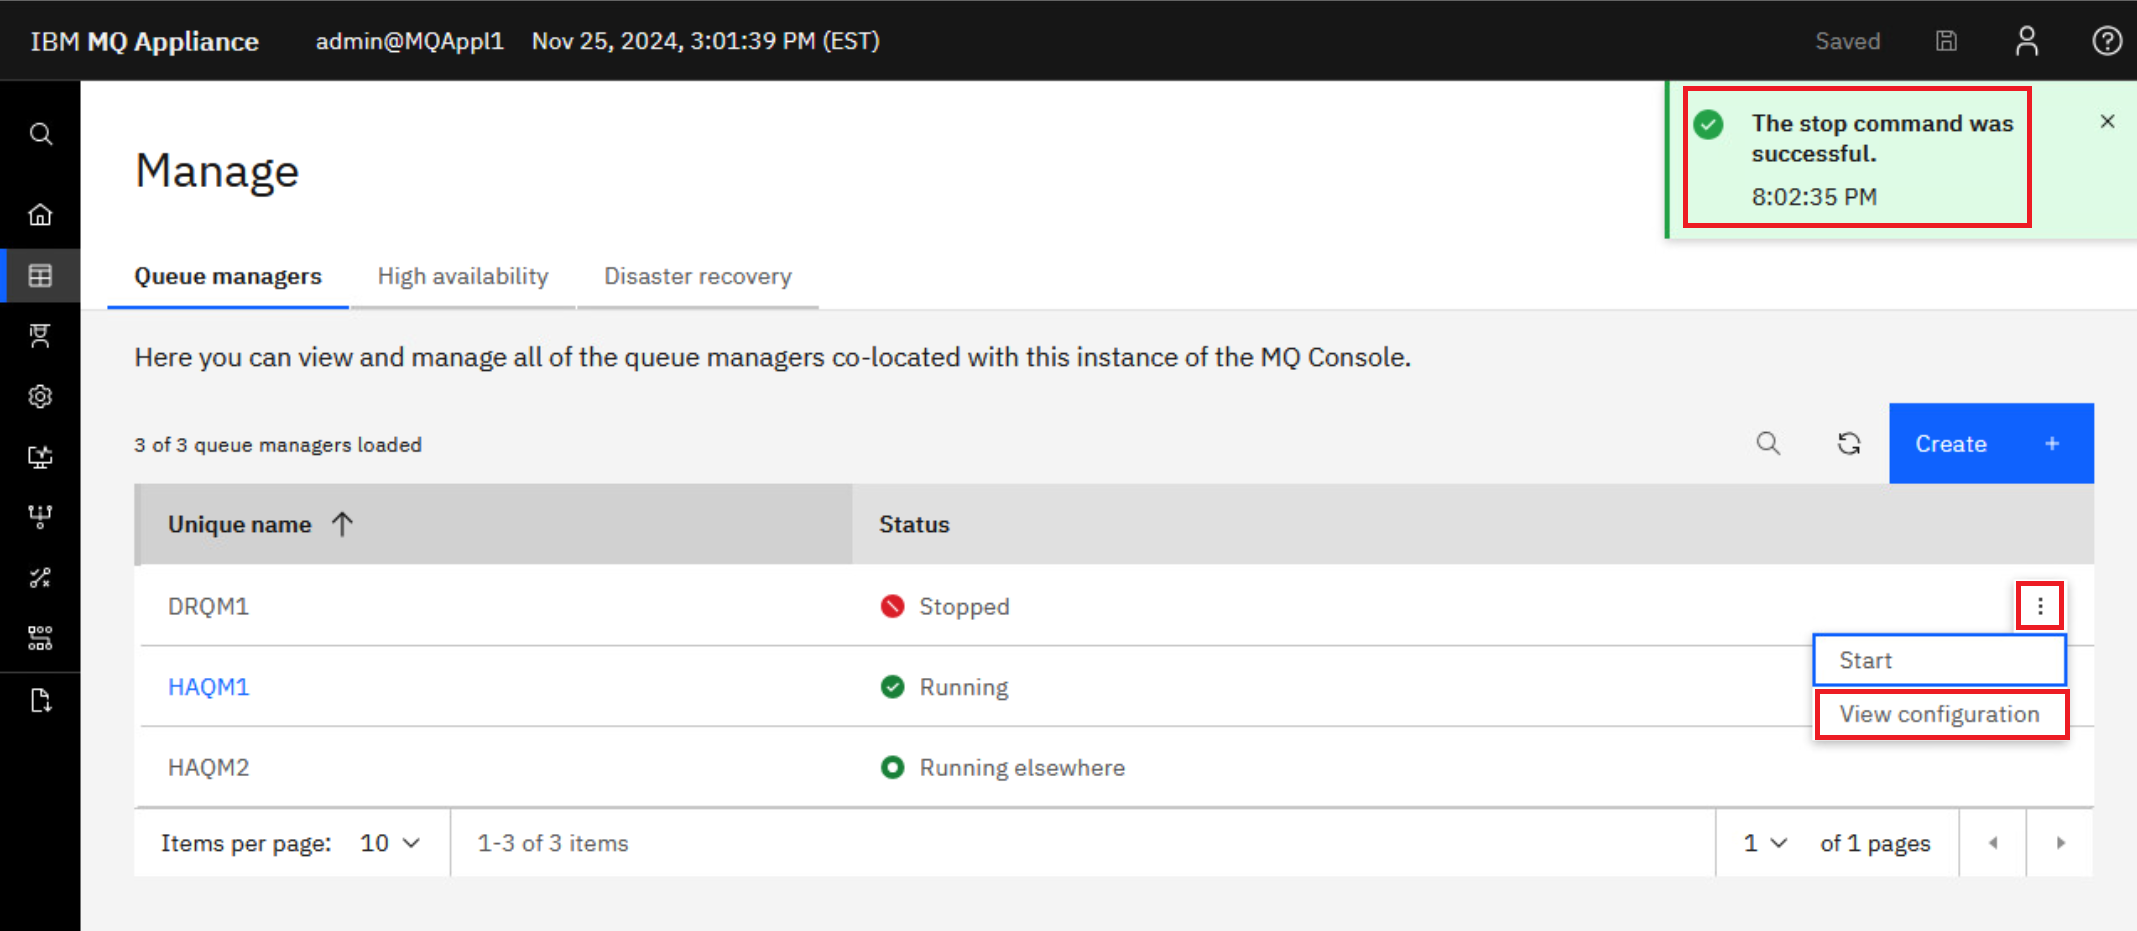 IBM MQ Appliance admin@MQAppl1 Nov 25, 2024, 3:01:39 PM (EST) Saved
The stop command was
successful.
8:02:35 PM
Manage
Queue managers High availability Disaster recovery
Here you can view and manage all of the queue managers co-located with this instance of the MQ Console.
3 of 3 queue managers loaded
Create +
Unique name Status
DRQM1 Stopped
Start
HAQM1 Running
View configuration
HAQM2 Running elsewhere
Items per page: 10 1-3 of 3 items 1 of 1 pages